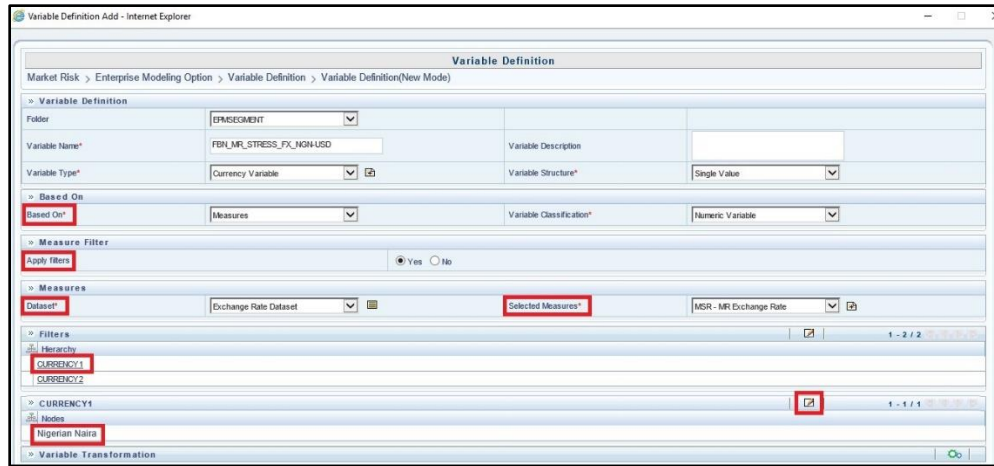 Variable Definition Add - Internet Explorer
Variable Definition
Market Risk > Enterprise Modeling Option > Variable Definition > Variable Definition(New Mode)
» Variable Definition
Folder EPMSEGMENT
Variable Name* FBN_MR_STRESS_FX_NGN-USD Variable Description
Variable Type* Currency Variable Variable Structure* Single Value
» Based On
Based On* Measures Variable Classification* Numeric Variable
» Measure Filter
Apply filters Yes No
» Measures
Dataset* Exchange Rate Dataset Selected Measures* MSR - MR Exchange Rate
» Filters 1 - 2 / 2
Hierarchy
CURRENCY1
CURRENCY2
» CURRENCY1 1 - 1 / 1
Nodes
Nigerian Naira
» Variable Transformation